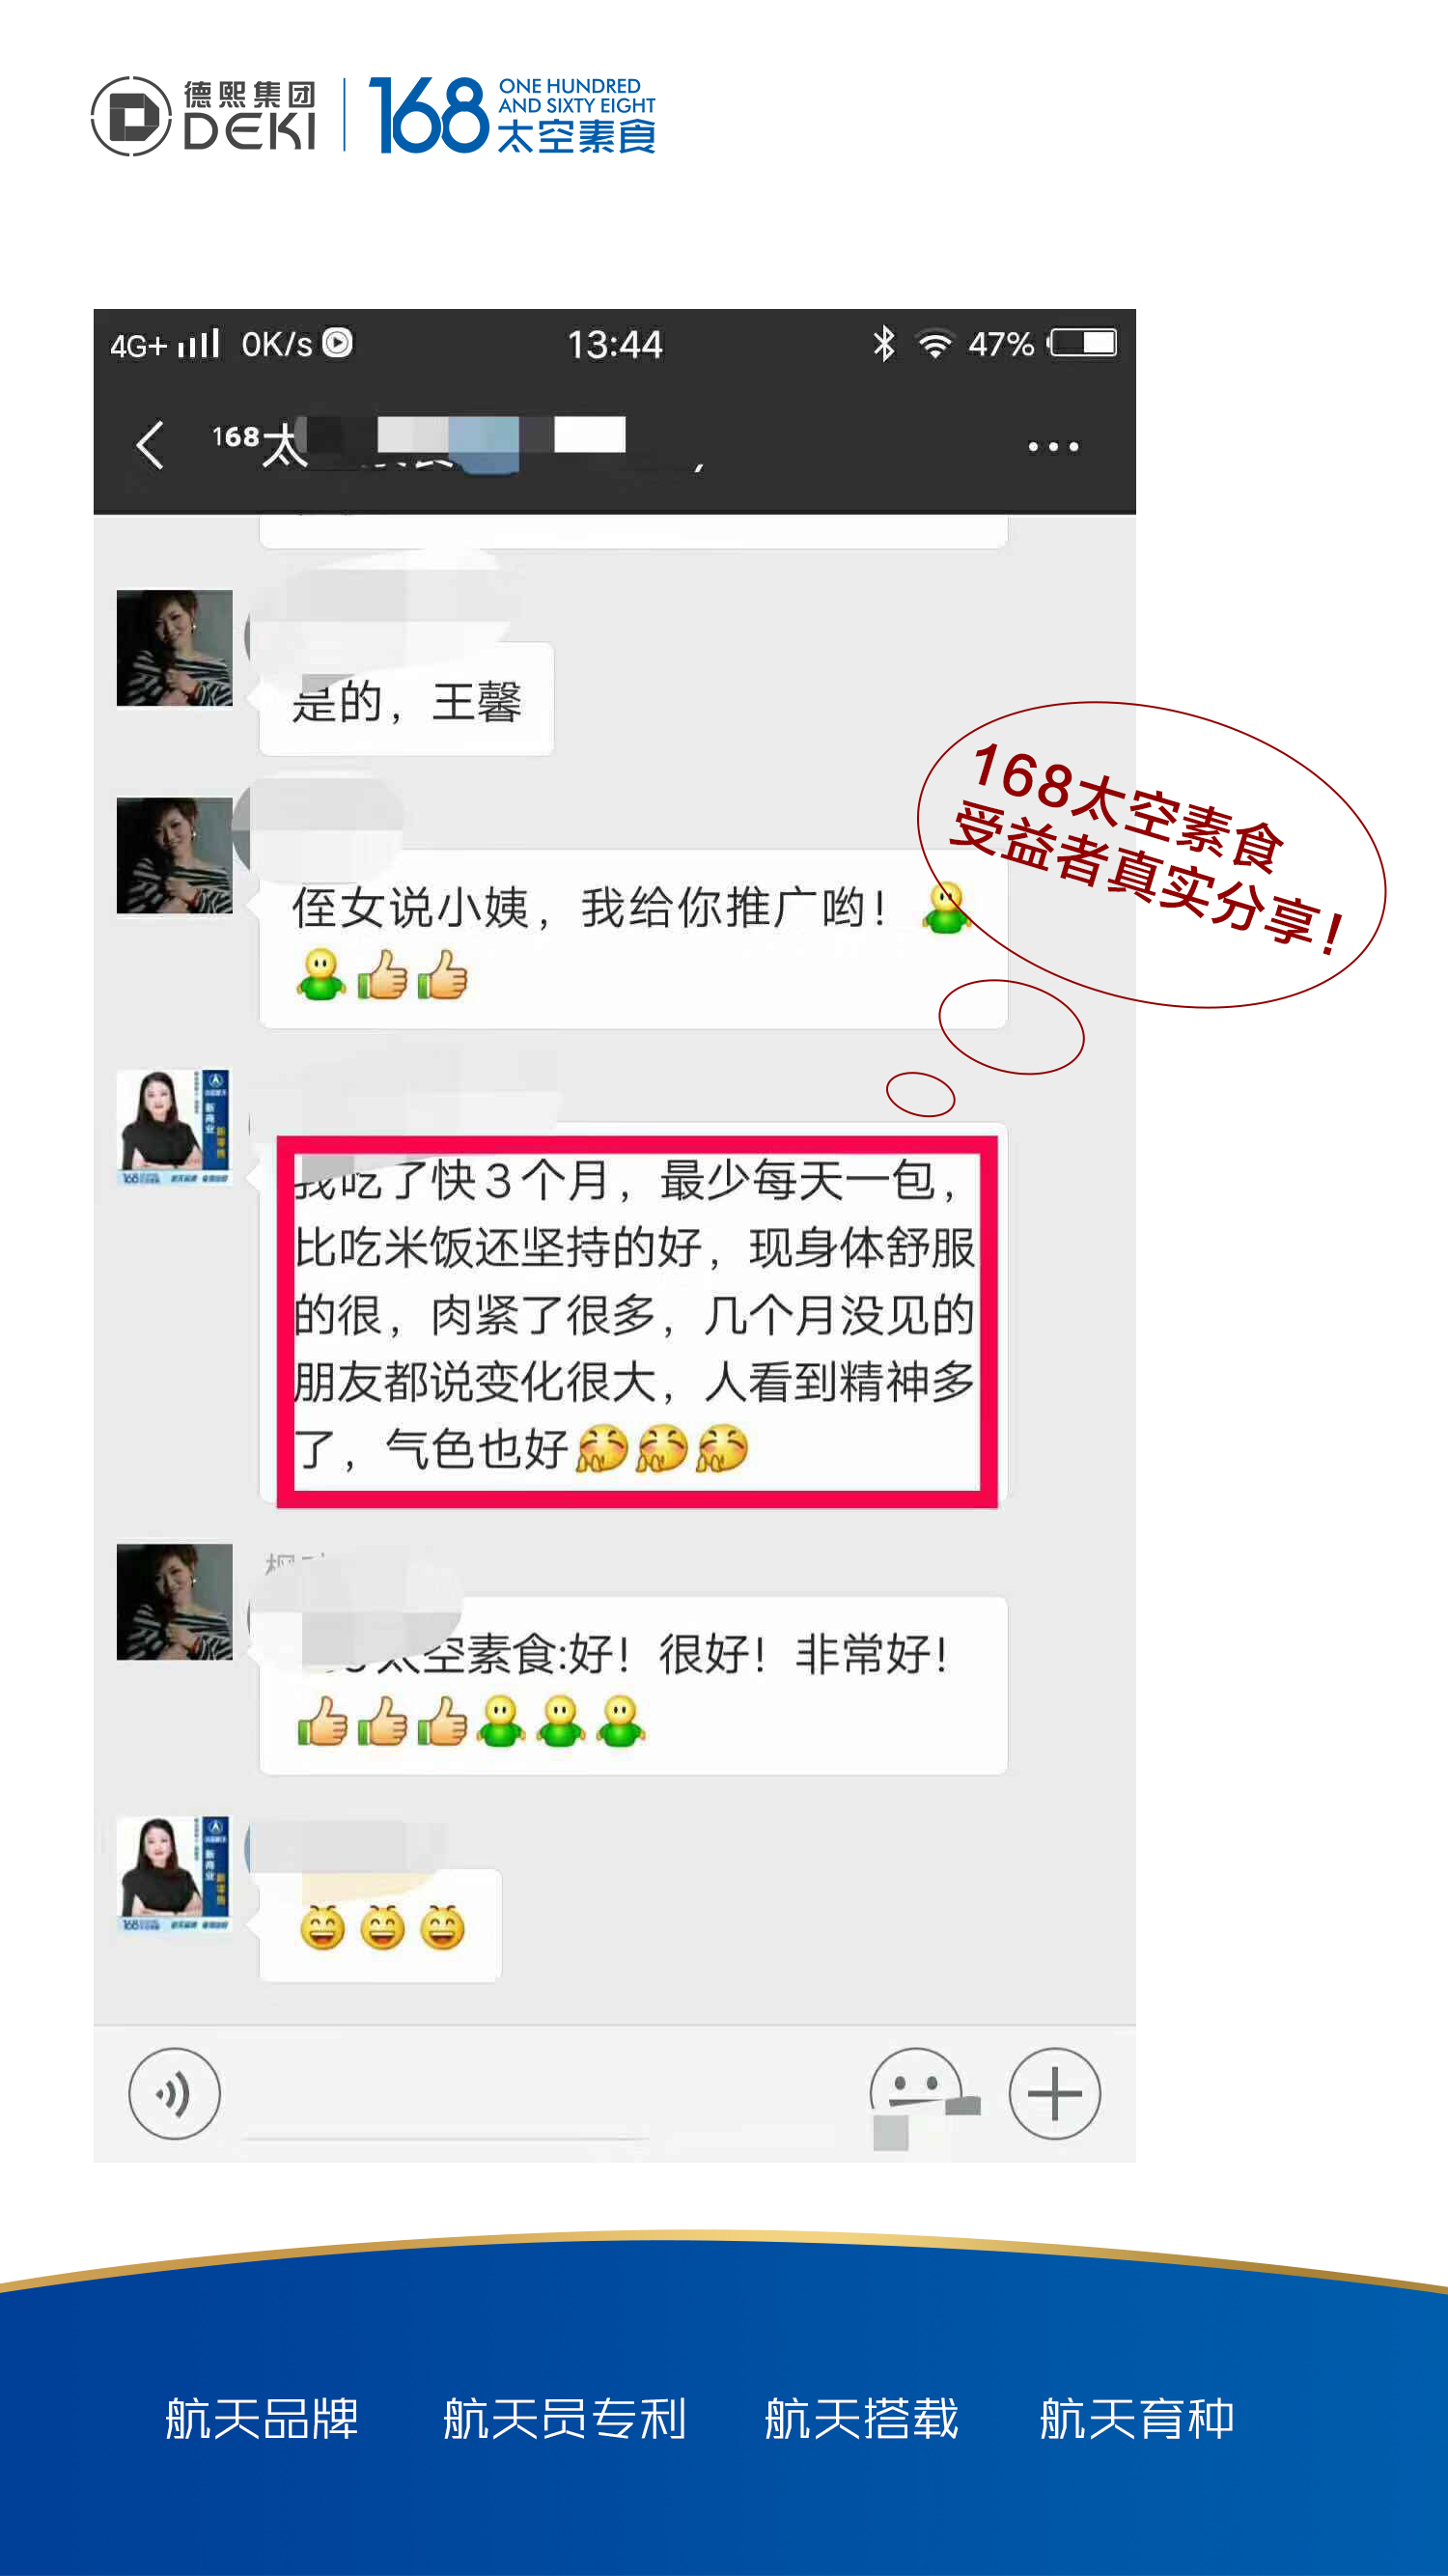 德熙集团
DEKI
168
ONE HUNDRED
AND SIXTY EIGHT
太空素食
4G+ 0K/s 13:44 47%
168太
是的，王馨
168太空素食
受益者真实分享！
侄女说小姨，我给你推广哟！
我吃了快3个月，最少每天一包，
比吃米饭还坚持的好，现身体舒服
的很，肉紧了很多，几个月没见的
朋友都说变化很大，人看到精神多
了，气色也好
太空素食:好！很好！非常好！
航天品牌 航天员专利 航天搭载 航天育种